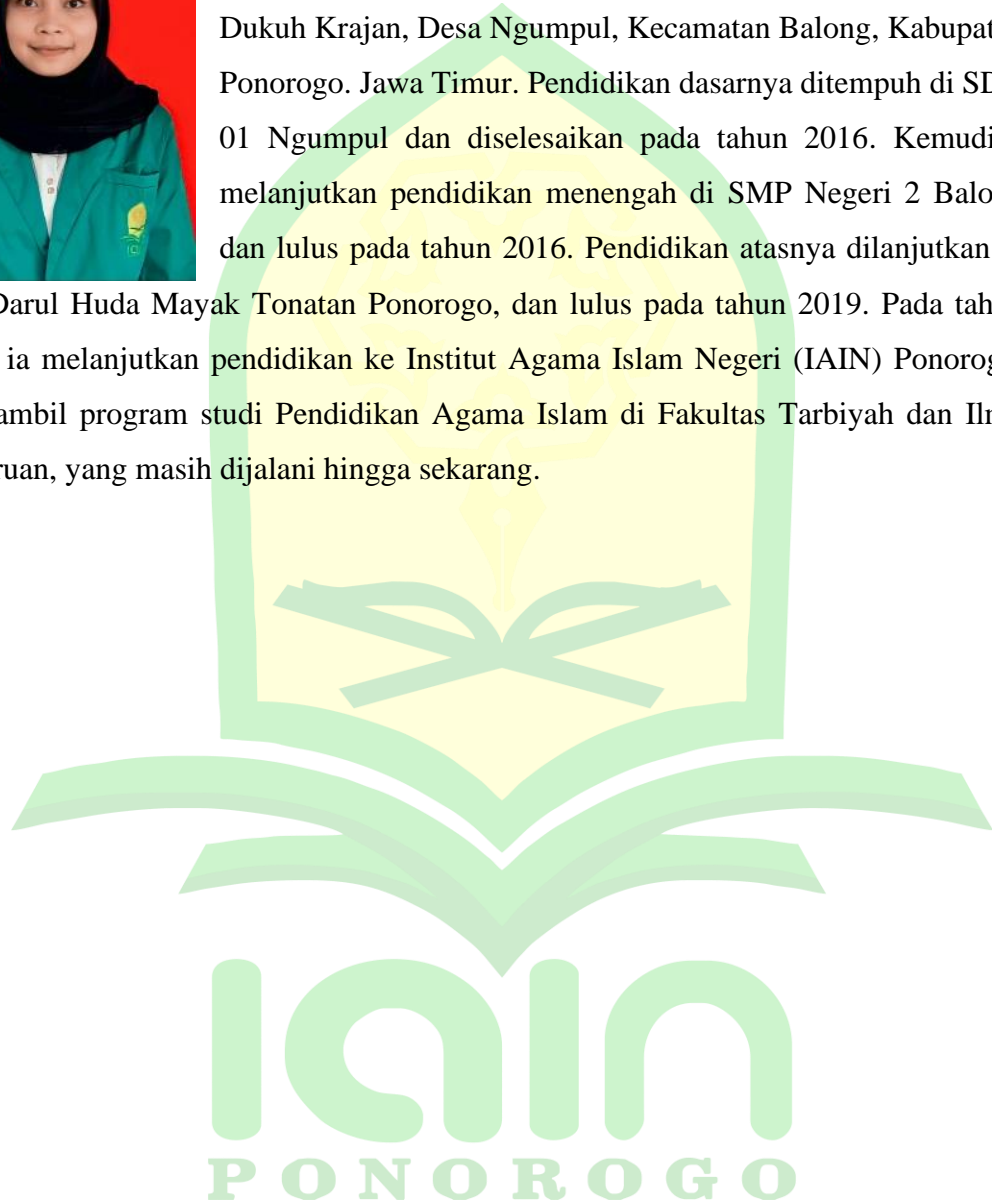 Dukuh Krajan, Desa Ngumpul, Kecamatan Balong, Kabupat
Ponorogo. Jawa Timur. Pendidikan dasarnya ditempuh di SD
01 Ngumpul dan diselesaikan pada tahun 2016. Kemudi
melanjutkan pendidikan menengah di SMP Negeri 2 Balo
dan lulus pada tahun 2016. Pendidikan atasnya dilanjutkan
Darul Huda Mayak Tonatan Ponorogo, dan lulus pada tahun 2019. Pada tah
ia melanjutkan pendidikan ke Institut Agama Islam Negeri (IAIN) Ponorog
ambil program studi Pendidikan Agama Islam di Fakultas Tarbiyah dan Ilr
ruan, yang masih dijalani hingga sekarang.
iain
PONOROGO